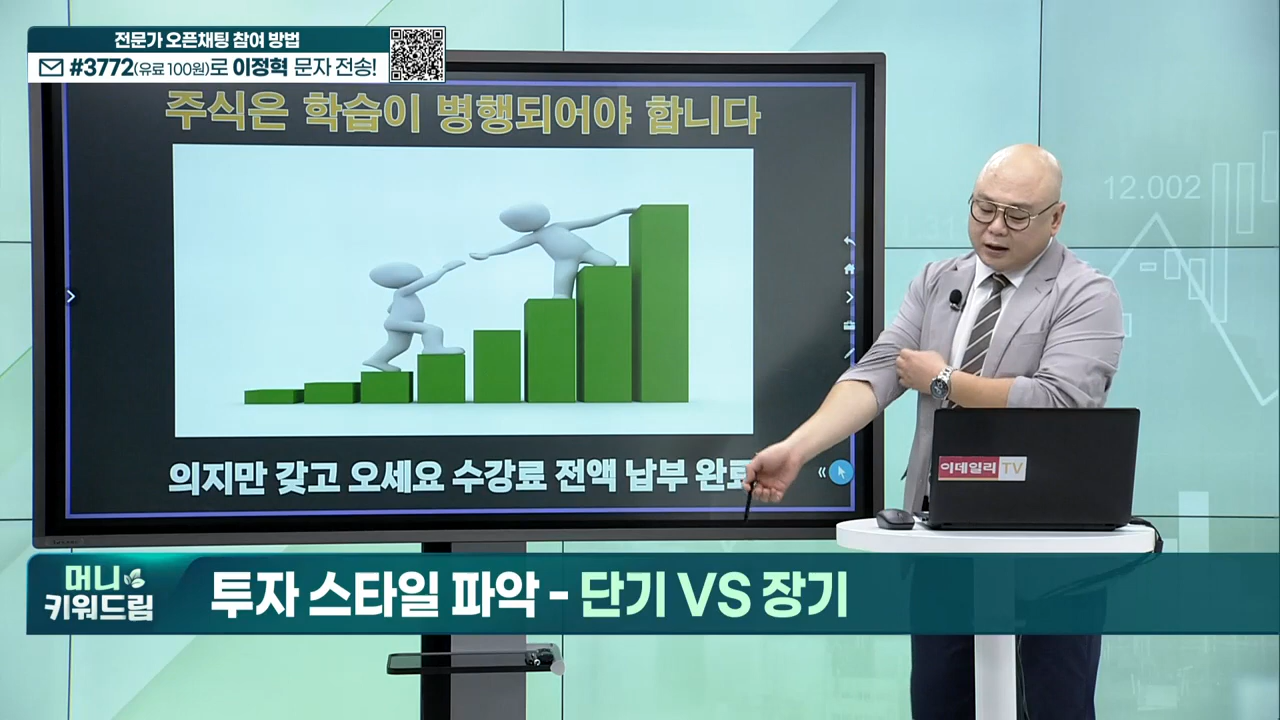 전문가 오픈채팅 참여 방법
#3772(유료 100원)로 이정혁 문자 전송!
주식은 학습이 병행되어야 합니다
의지만 갖고 오세요 수강료 전액 납부 완료
12.002
이데일리 TV
머니
키워드림
투자 스타일 파악 - 단기 VS 장기